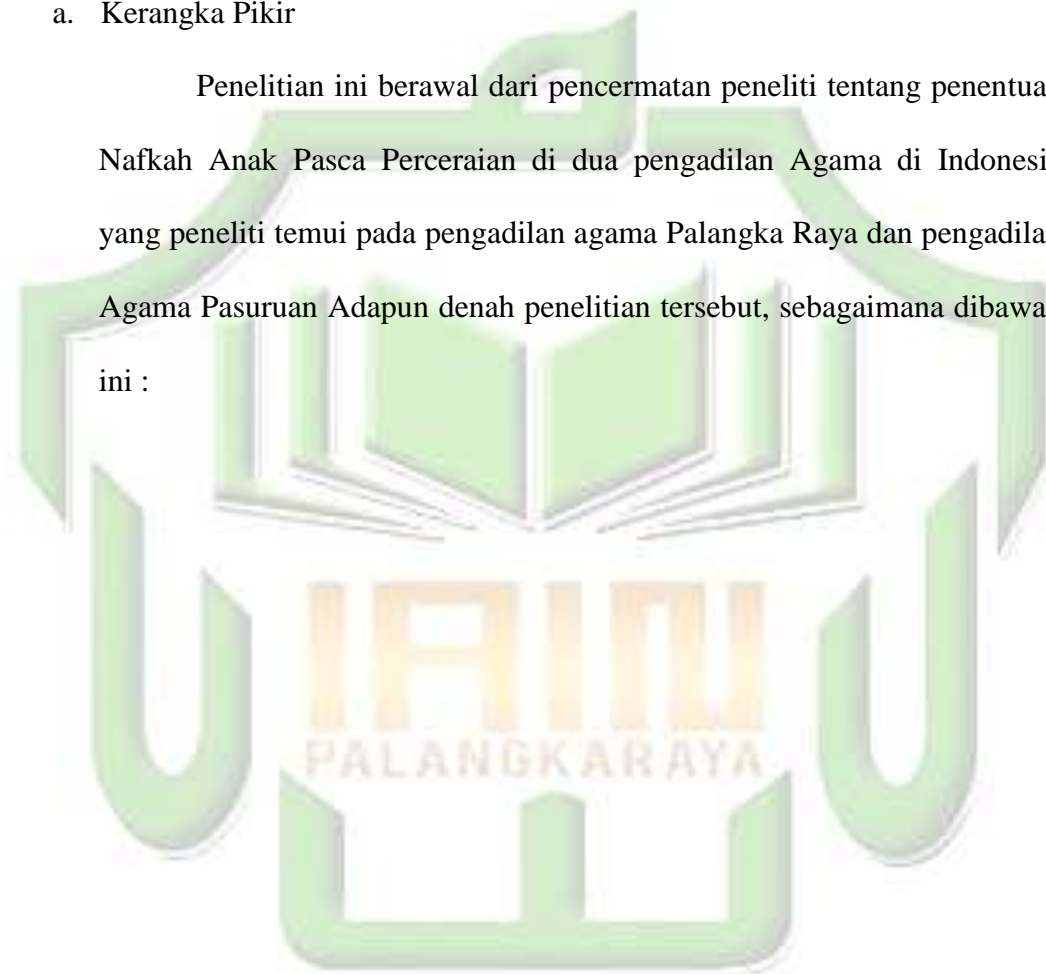 a. Kerangka Pikir
Penelitian ini berawal dari pencermatan peneliti tentang penentua
Nafkah Anak Pasca Perceraian di dua pengadilan Agama di Indonesi
yang peneliti temui pada pengadilan agama Palangka Raya dan pengadila
Agama Pasuruan Adapun denah penelitian tersebut, sebagaimana dibawa
ini :
IAIN
PALANGKARAYA